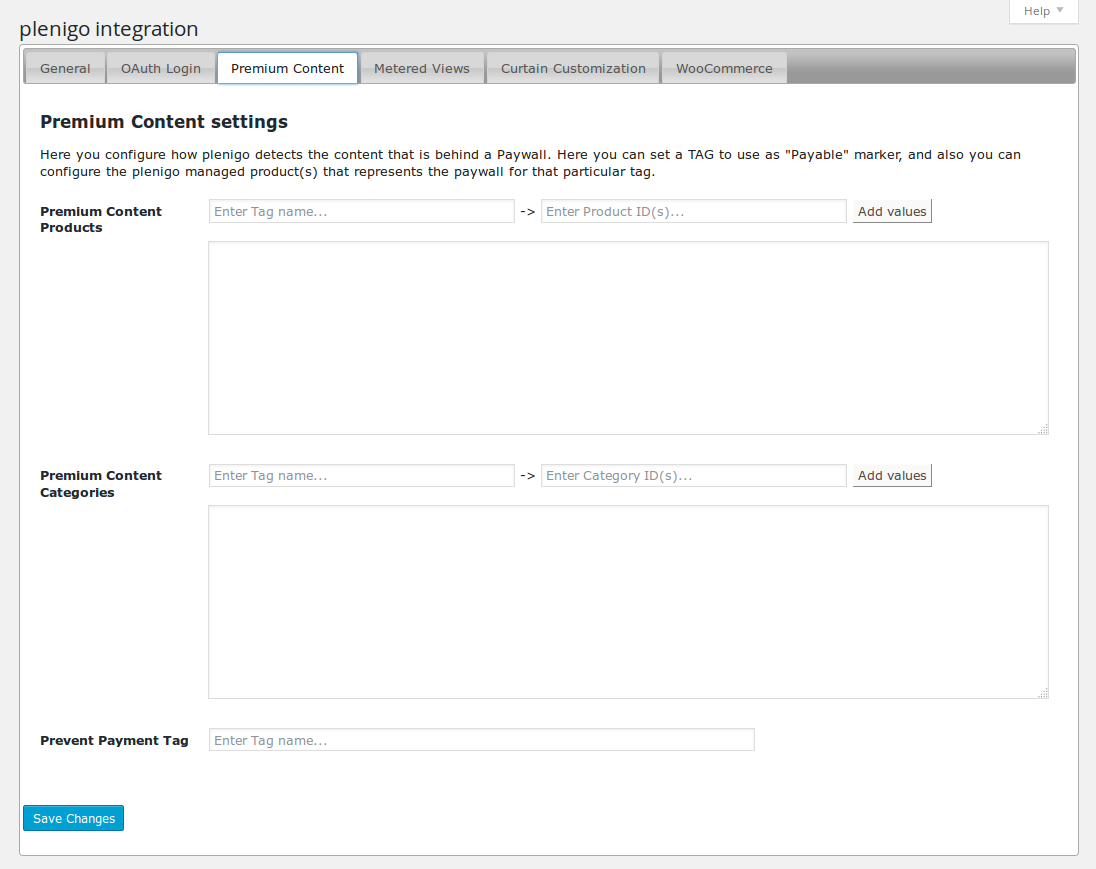 Help
plenigo integration
General OAuth Login Premium Content Metered Views Curtain Customization WooCommerce
Premium Content settings
Here you configure how plenigo detects the content that is behind a Paywall. Here you can set a TAG to use as "Payable" marker, and also you can
configure the plenigo managed product(s) that represents the paywall for that particular tag.
Premium Content
Products
Enter Tag name... -> Enter Product ID(s)... Add values
Premium Content
Categories
Enter Tag name... -> Enter Category ID(s)... Add values
Prevent Payment Tag Enter Tag name...
Save Changes